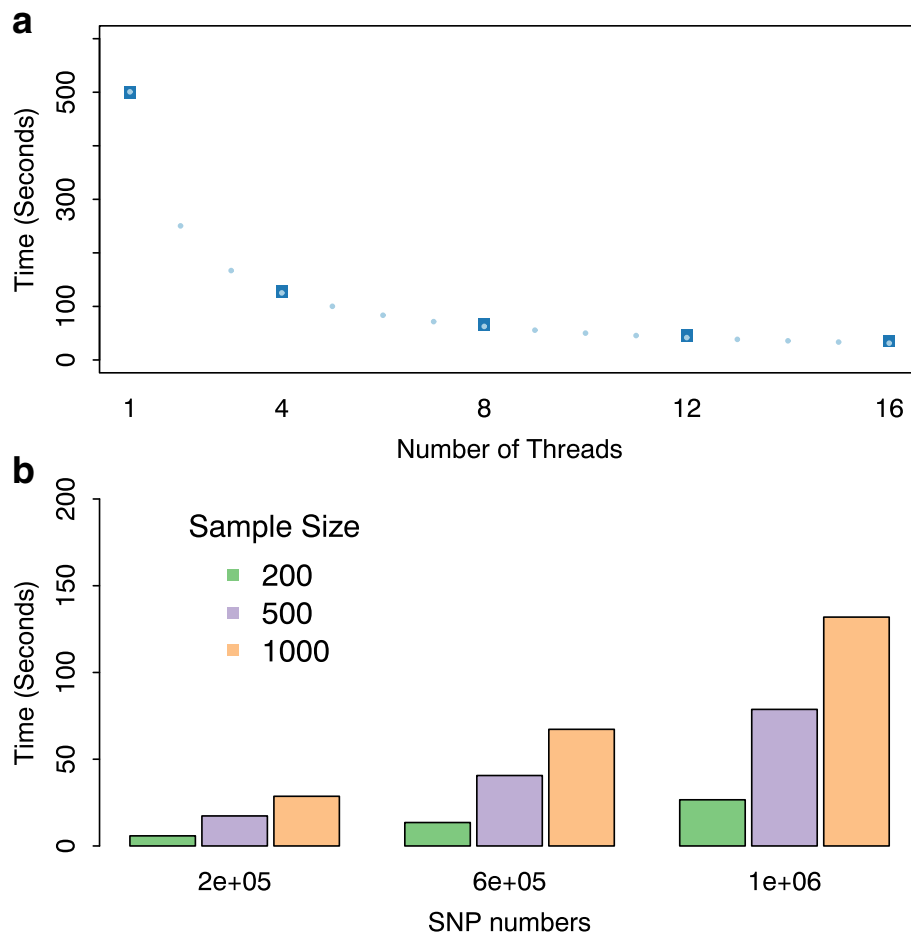 a
Time (Seconds)
500
300
100
0
1 4 8 12 16
Number of Threads
b
Time (Seconds)
200
150
100
50
0
Sample Size
200
500
1000
2e+05 6e+05 1e+06
SNP numbers